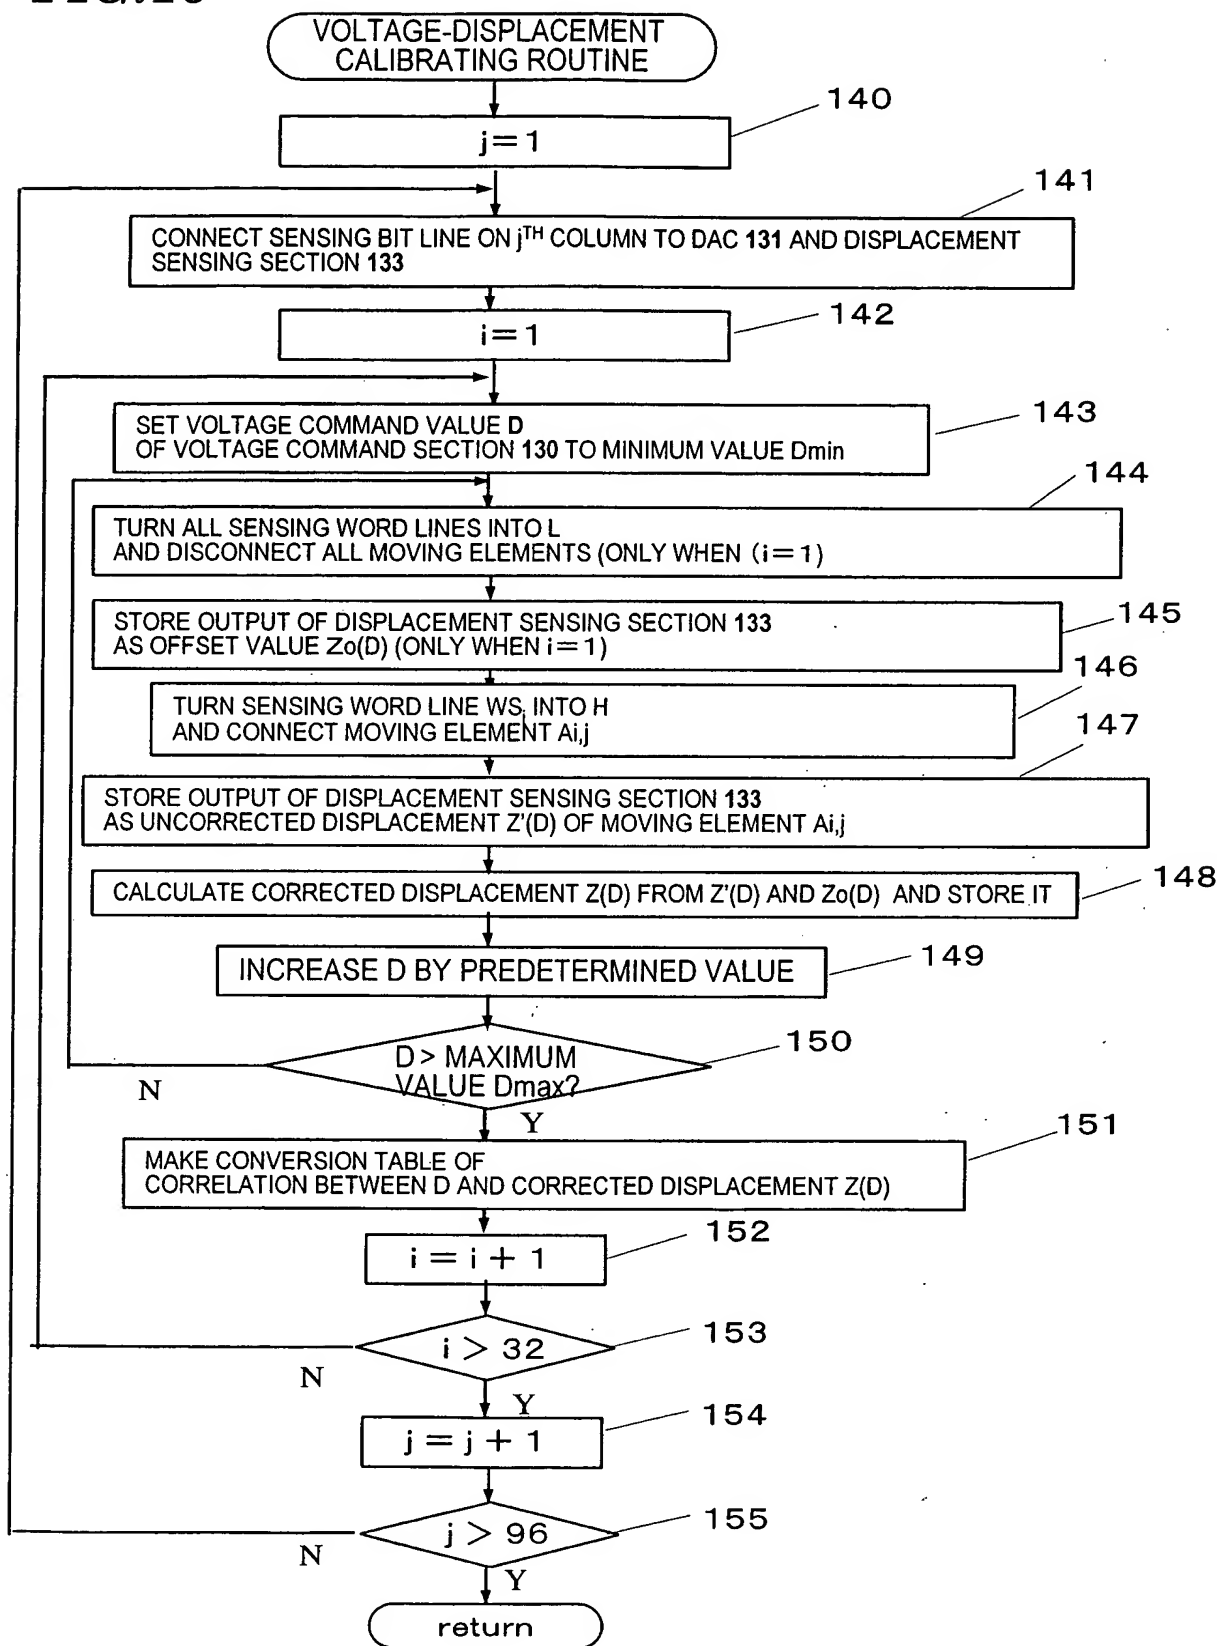 VOLTAGE-DISPLACEMENT
CALIBRATING ROUTINE
140
j=1
141
CONNECT SENSING BIT LINE ON jTH COLUMN TO DAC 131 AND DISPLACEMENT
SENSING SECTION 133
142
i=1
143
SET VOLTAGE COMMAND VALUE D
OF VOLTAGE COMMAND SECTION 130 TO MINIMUM VALUE Dmin
144
TURN ALL SENSING WORD LINES INTO L
AND DISCONNECT ALL MOVING ELEMENTS (ONLY WHEN (i=1)
145
STORE OUTPUT OF DISPLACEMENT SENSING SECTION 133
AS OFFSET VALUE Zo(D) (ONLY WHEN i=1)
146
TURN SENSING WORD LINE WSi INTO H
AND CONNECT MOVING ELEMENT Ai,j
147
STORE OUTPUT OF DISPLACEMENT SENSING SECTION 133
AS UNCORRECTED DISPLACEMENT Z'(D) OF MOVING ELEMENT Ai,j
148
CALCULATE CORRECTED DISPLACEMENT Z(D) FROM Z'(D) AND Zo(D) AND STORE IT
149
INCREASE D BY PREDETERMINED VALUE
150
D> MAXIMUM
VALUE Dmax?
N
Y
151
MAKE CONVERSION TABLE OF
CORRELATION BETWEEN D AND CORRECTED DISPLACEMENT Z(D)
152
i = i + 1
153
i > 32
N
Y
154
j = j + 1
155
j > 96
N
Y
return